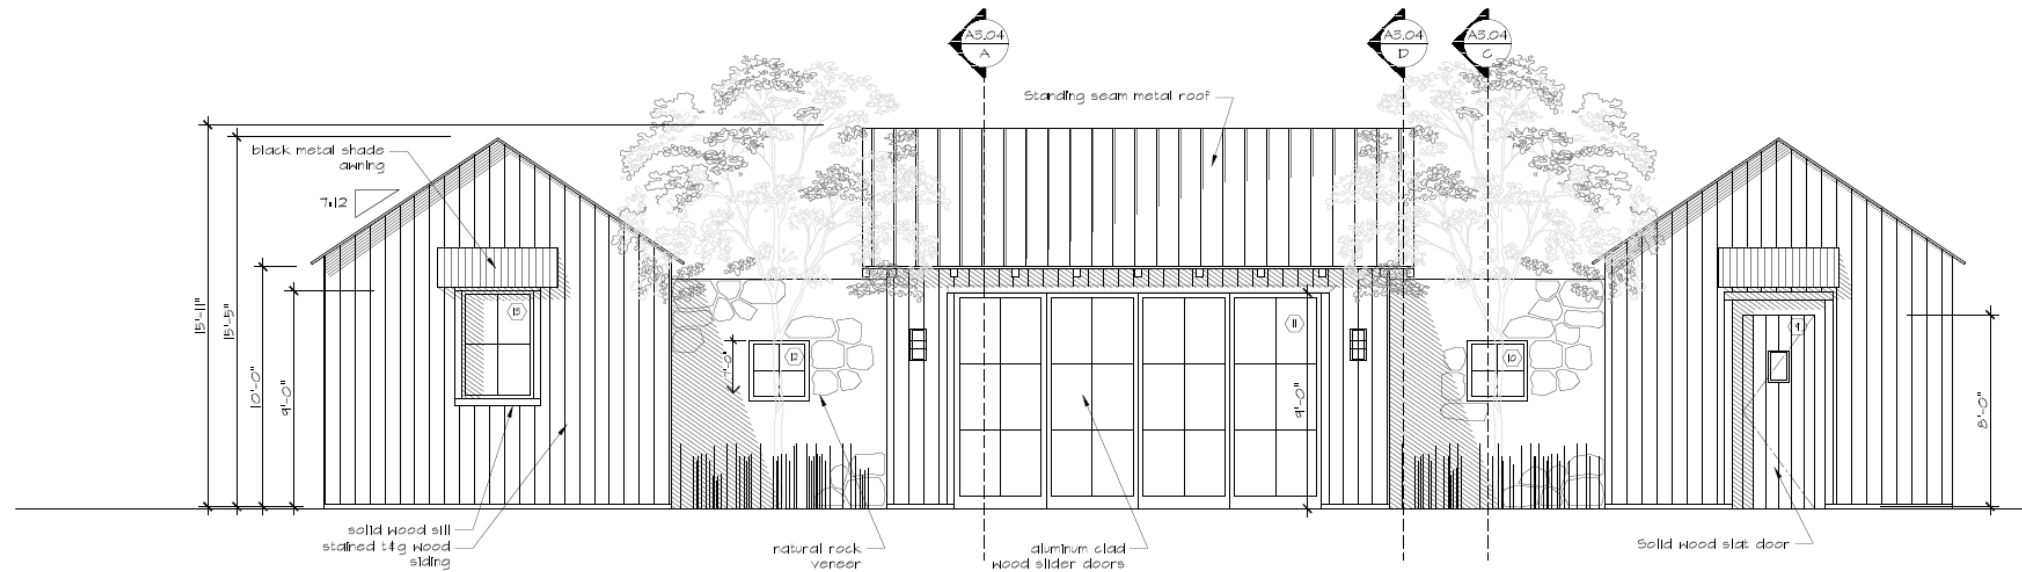 A3.04
A
A3.04
D
A3.04
C
Standing seam metal roof
black metal shade
awning
7:12
15'-11"
15'-5"
10'-0"
9'-0"
13
12
7'-0"
11
9'-0"
10
9
8'-0"
solid wood sill
stained t&g wood
siding
natural rock
veneer
aluminum clad
wood slider doors
Solid wood slat door